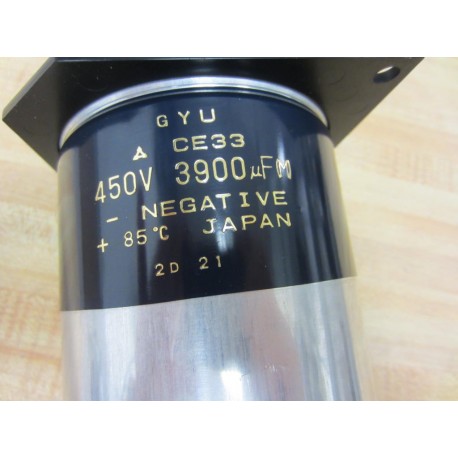 GYU
CE33
450V 3900μF(M)
- NEGATIVE
+ 85°C JAPAN
2D 21